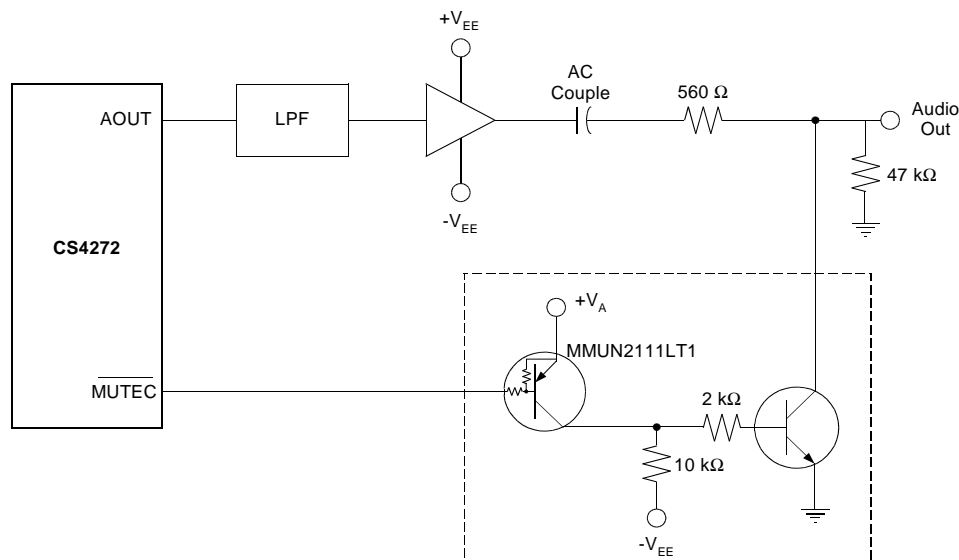 +V_EE
AC
Couple
560 Ω
AOUT
LPF
Audio
Out
47 kΩ
-V_EE
CS4272
+V_A
MMUN2111LT1
MUTEC
2 kΩ
10 kΩ
-V_EE